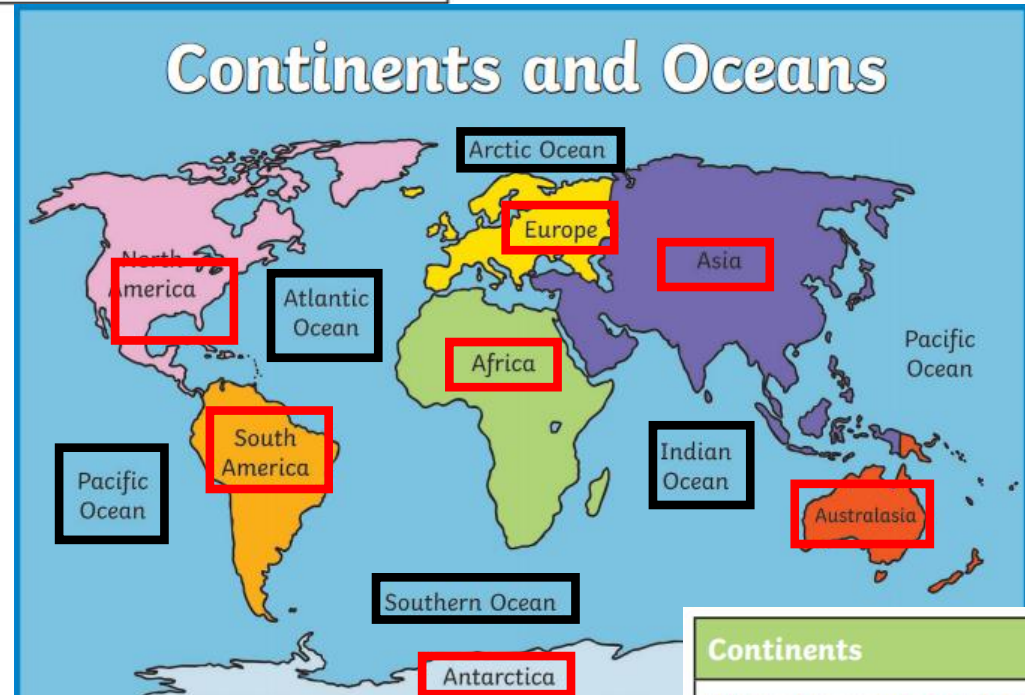 Continents and Oceans
Arctic Ocean
Europe
Asia
North
America
Atlantic
Ocean
Pacific
Ocean
Africa
South
America
Indian
Ocean
Pacific
Ocean
Australasia
Southern Ocean
Antarctica
Continents